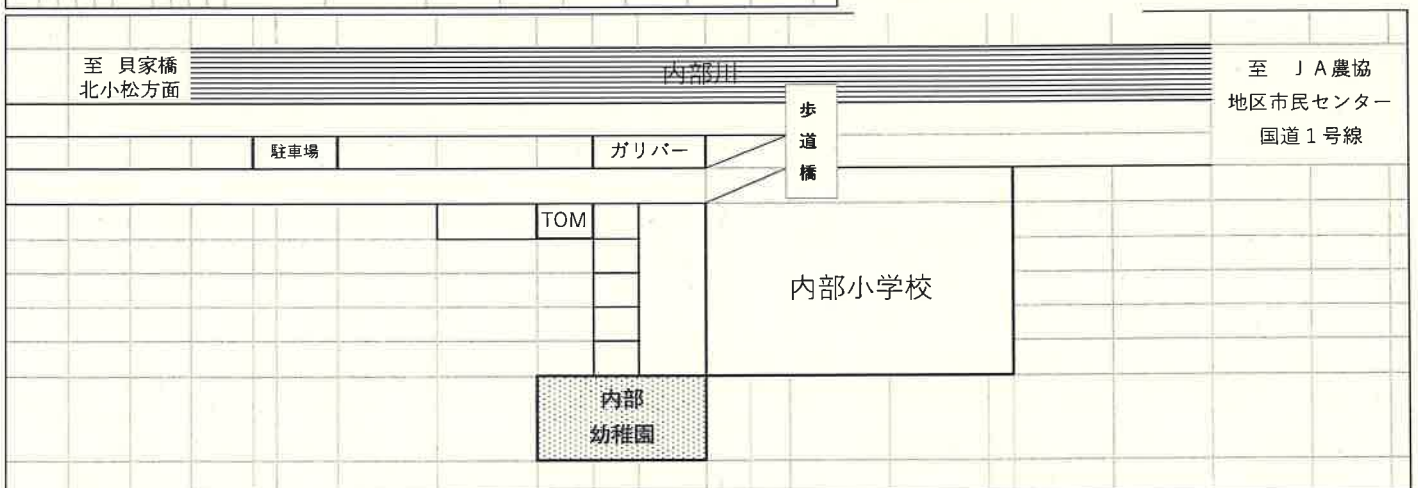 至 貝家橋
北小松方面
内部川
至 ＪＡ農協
地区市民センター
国道１号線
歩道橋
駐車場
ガリバー
TOM
内部小学校
内部
幼稚園